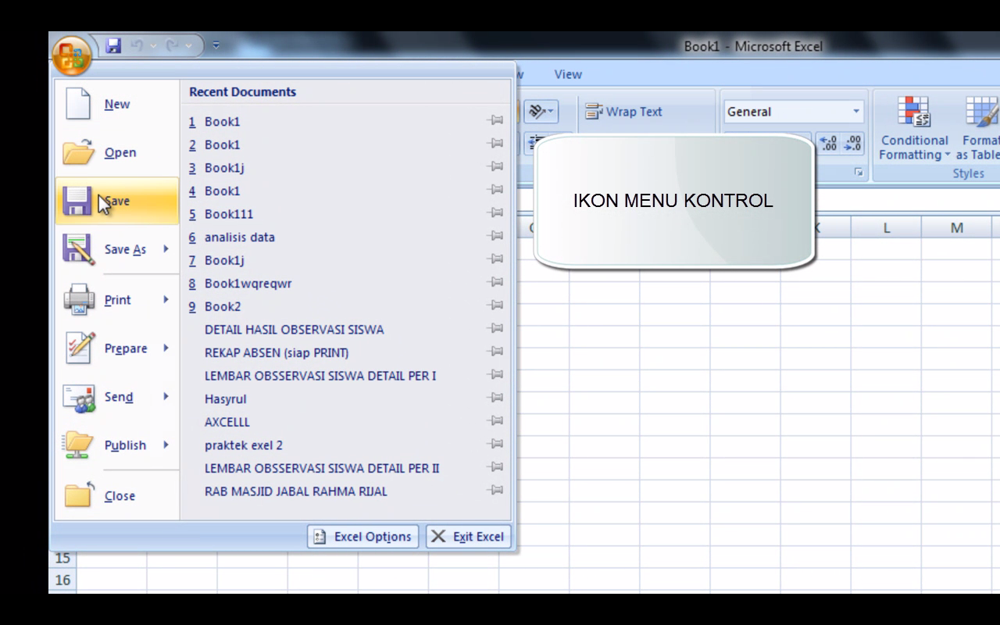 Book1 - Microsoft Excel
View
Wrap Text
General
Conditional Formatting
Format as Table
Styles
IKON MENU KONTROL
L
M
New
Open
Save
Save As
Print
Prepare
Send
Publish
Close
Recent Documents
1 Book1
2 Book1
3 Book1j
4 Book1
5 Book111
6 analisis data
7 Book1j
8 Book1wqreqwr
9 Book2
DETAIL HASIL OBSERVASI SISWA
REKAP ABSEN (siap PRINT)
LEMBAR OBSSERVASI SISWA DETAIL PER I
Hasyrul
AXCELLL
praktek exel 2
LEMBAR OBSSERVASI SISWA DETAIL PER II
RAB MASJID JABAL RAHMA RIJAL
Excel Options
Exit Excel
15
16